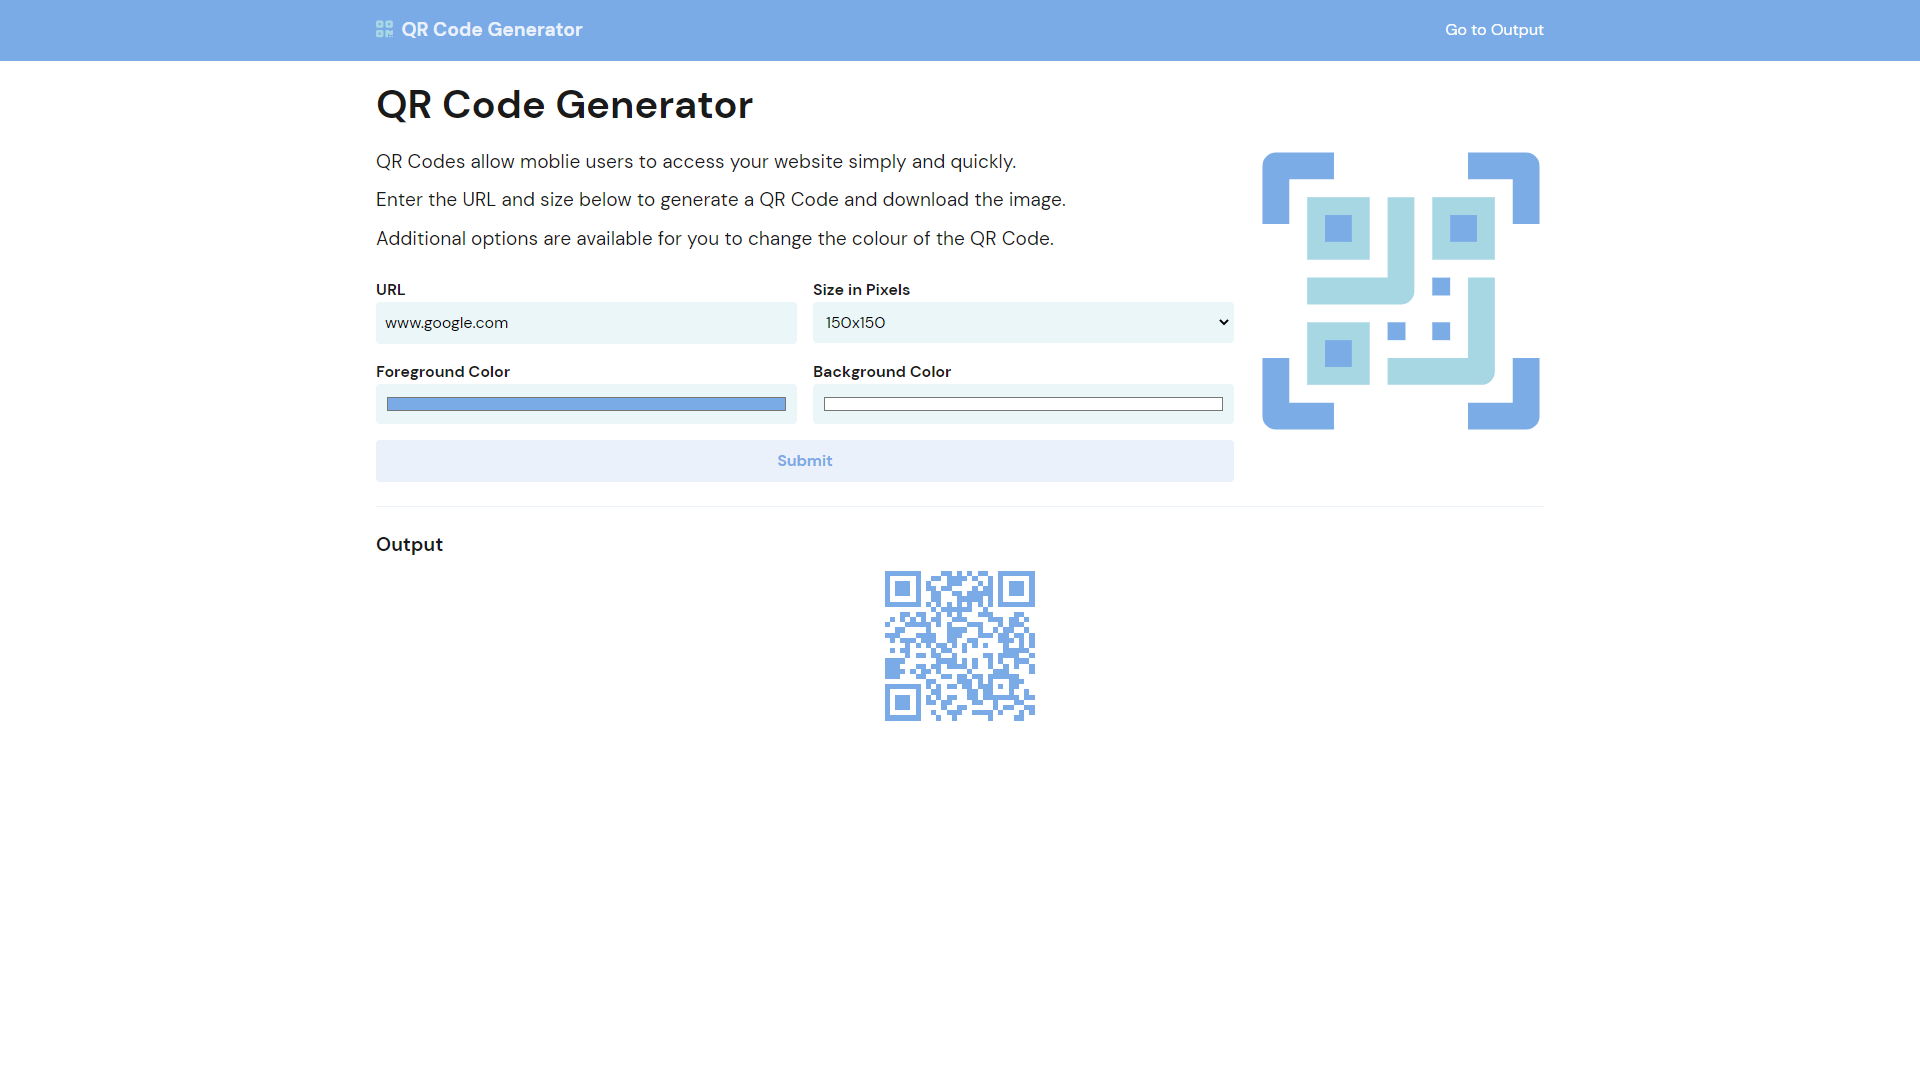 QR Code Generator
Go to Output
QR Code Generator
QR Codes allow moblie users to access your website simply and quickly.
Enter the URL and size below to generate a QR Code and download the image.
Additional options are available for you to change the colour of the QR Code.
URL
Size in Pixels
www.google.com
150x150
Foreground Color
Background Color
Submit
Output